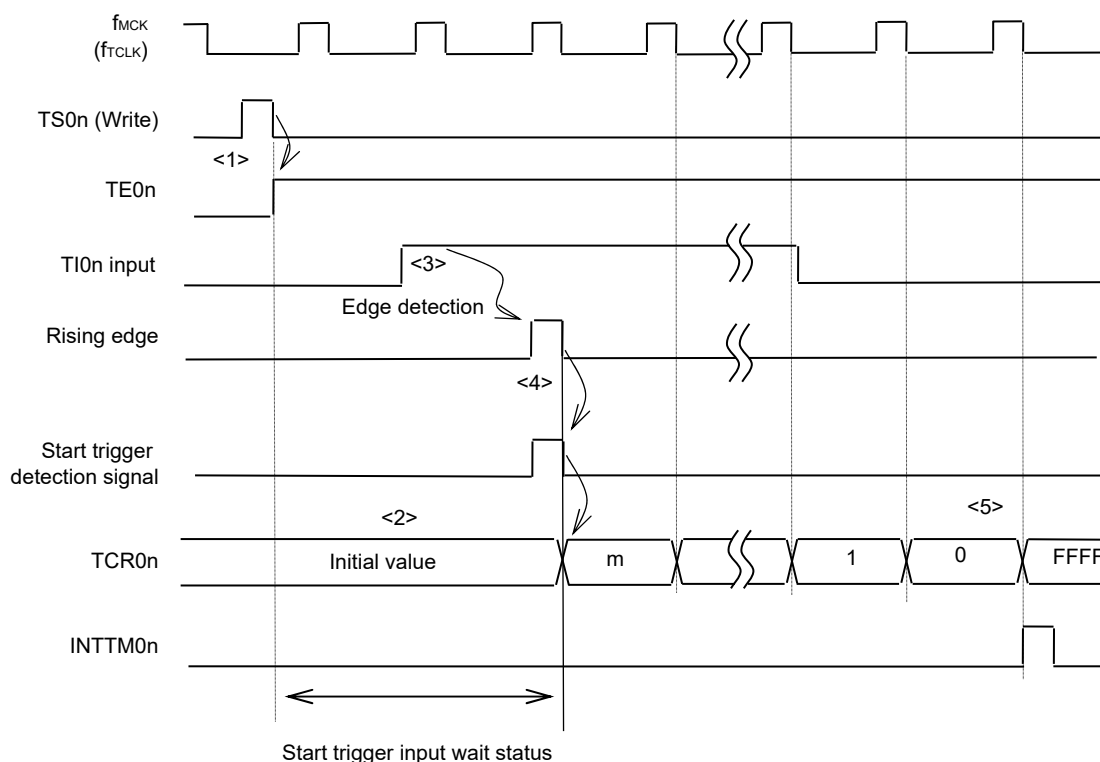 fMCK
(fTCLK)
TS0n (Write)
<1>
TE0n
TI0n input
<3>
Edge detection
Rising edge
<4>
Start trigger
detection signal
<2>
<5>
TCR0n
Initial value
m
1
0
FFFF
INTTM0n
Start trigger input wait status